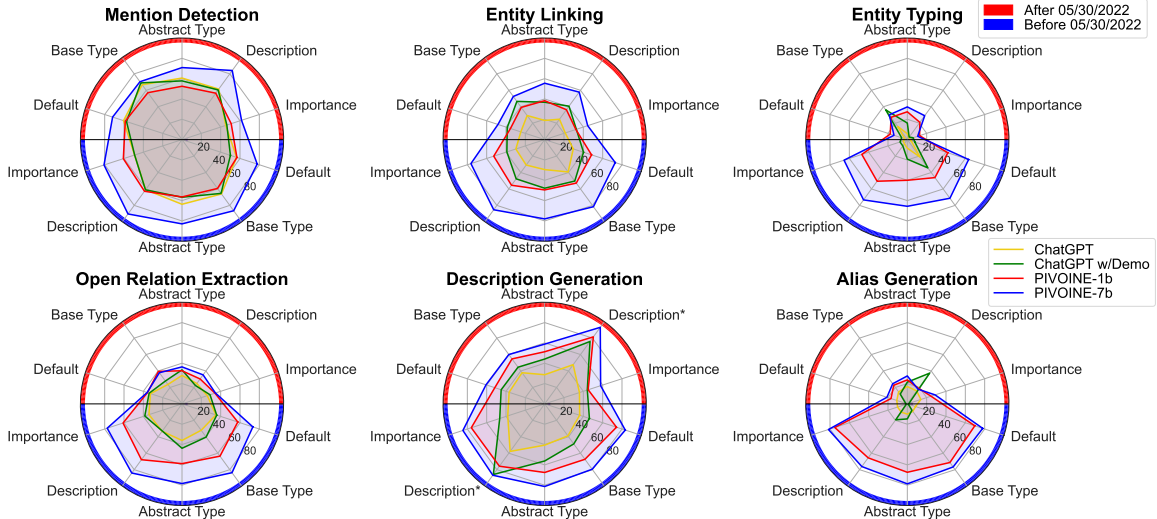 Mention Detection
Abstract Type
Description
Importance
Default
Base Type
Abstract Type
Description
Importance
Default
Base Type
20
40
60
80
Entity Linking
Abstract Type
Description
Importance
Default
Base Type
Abstract Type
Description
Importance
Default
Base Type
20
40
60
80
Entity Typing
Abstract Type
Description
Importance
Default
Base Type
Abstract Type
Description
Importance
Default
Base Type
20
40
60
80
After 05/30/2022
Before 05/30/2022
Open Relation Extraction
Abstract Type
Description
Importance
Default
Base Type
Abstract Type
Description
Importance
Default
Base Type
20
40
60
80
Description Generation
Abstract Type
Description*
Importance
Default
Base Type
Abstract Type
Description*
Importance
Default
Base Type
20
40
60
80
Alias Generation
Abstract Type
Description
Importance
Default
Base Type
Abstract Type
Description
Importance
Default
Base Type
20
40
60
80
ChatGPT
ChatGPT w/Demo
PIVOINE-1b
PIVOINE-7b